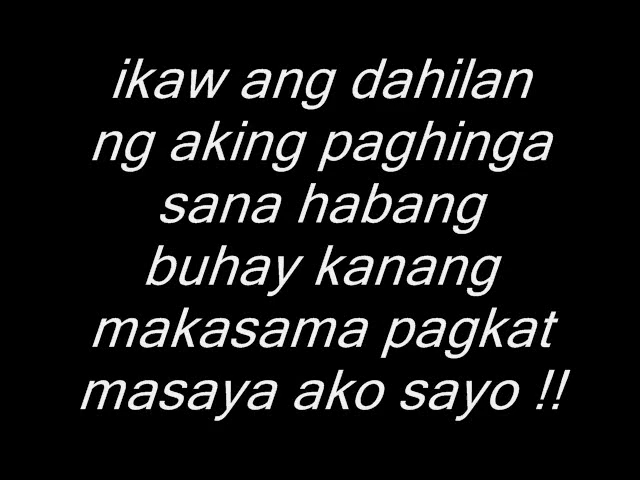 ikaw ang dahilan
ng aking paghinga
sana habang
buhay kanang
makasama pagkat
masaya ako sayo !!